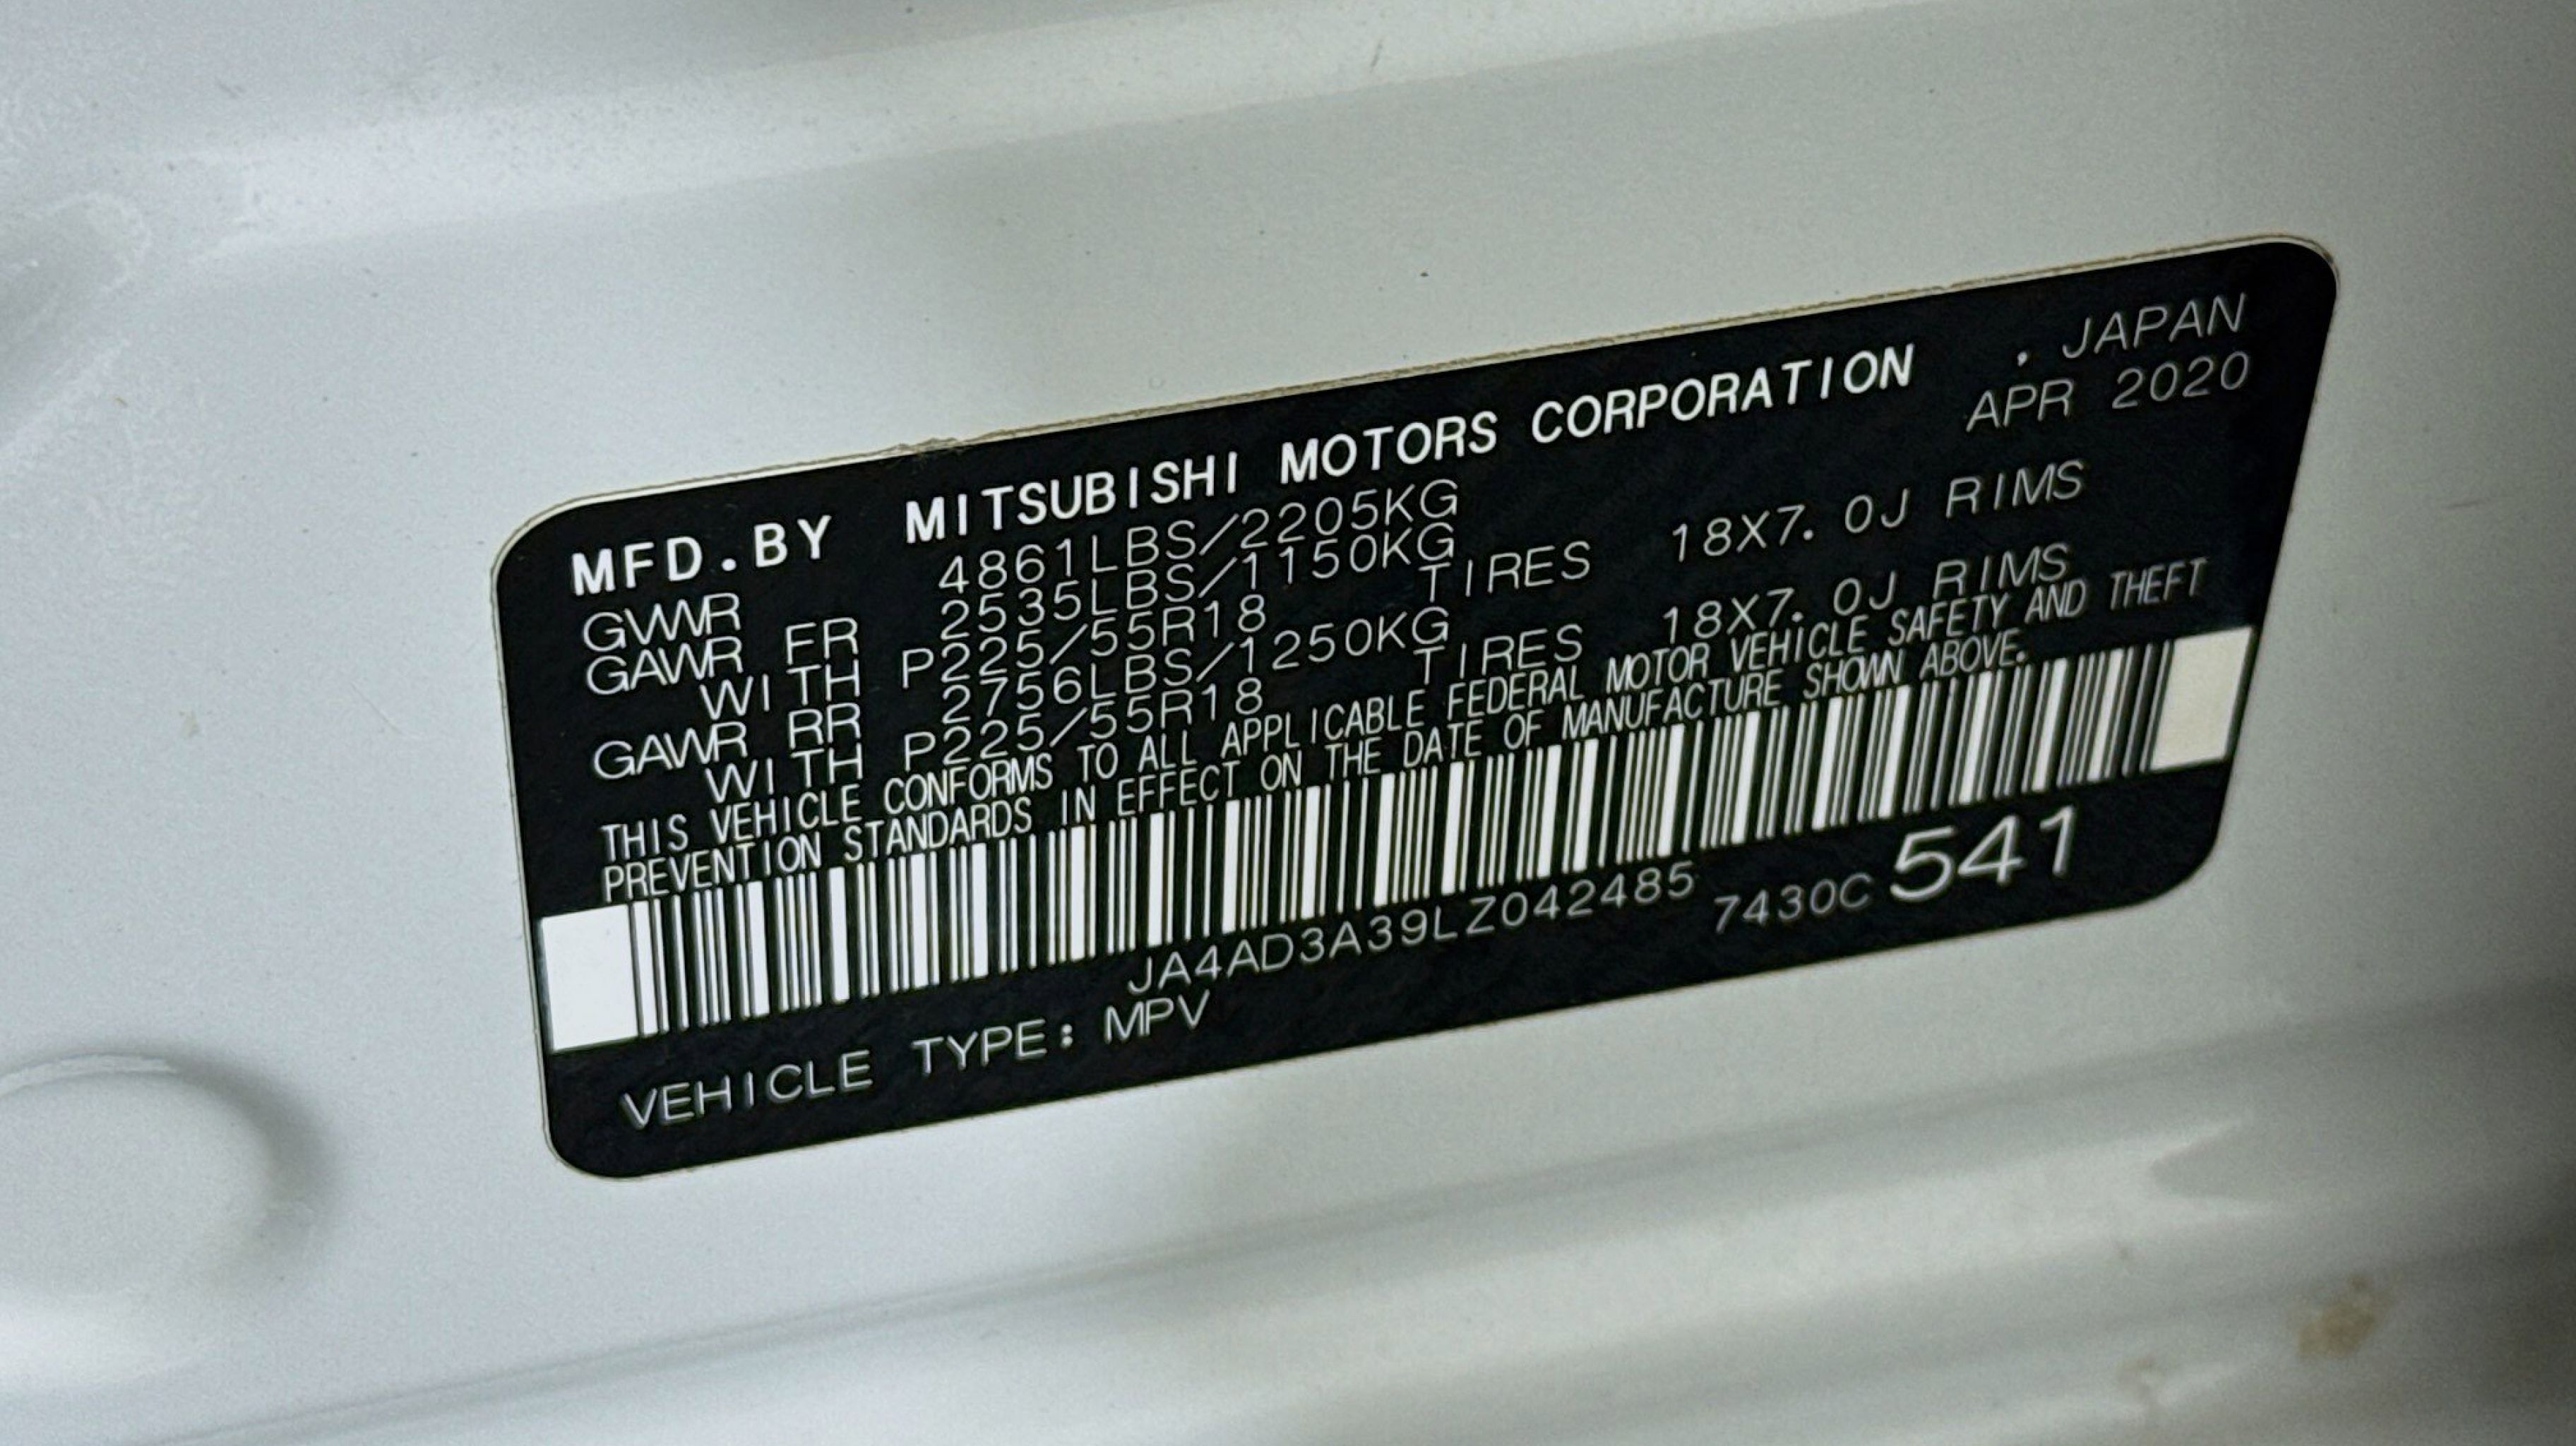 MFD.BY MITSUBISHI MOTORS CORPORATION . JAPAN
APR 2020
GVWR 4861LBS/2205KG
GAWR FR 2535LBS/1150KG
WITH P225/55R18 TIRES 18X7.0J RIMS
GAWR RR 2756LBS/1250KG
WITH P225/55R18 TIRES 18X7.0J RIMS
THIS VEHICLE CONFORMS TO ALL APPLICABLE FEDERAL MOTOR VEHICLE SAFETY AND THEFT
PREVENTION STANDARDS IN EFFECT ON THE DATE OF MANUFACTURE SHOWN ABOVE.
JA4AD3A39LZ042485 7430C 541
VEHICLE TYPE: MPV